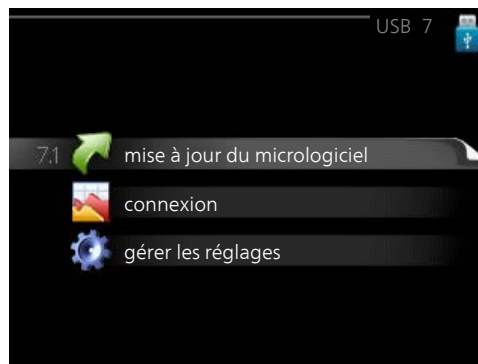 USB 7
7.1 mise à jour du micrologiciel
connexion
gérer les réglages